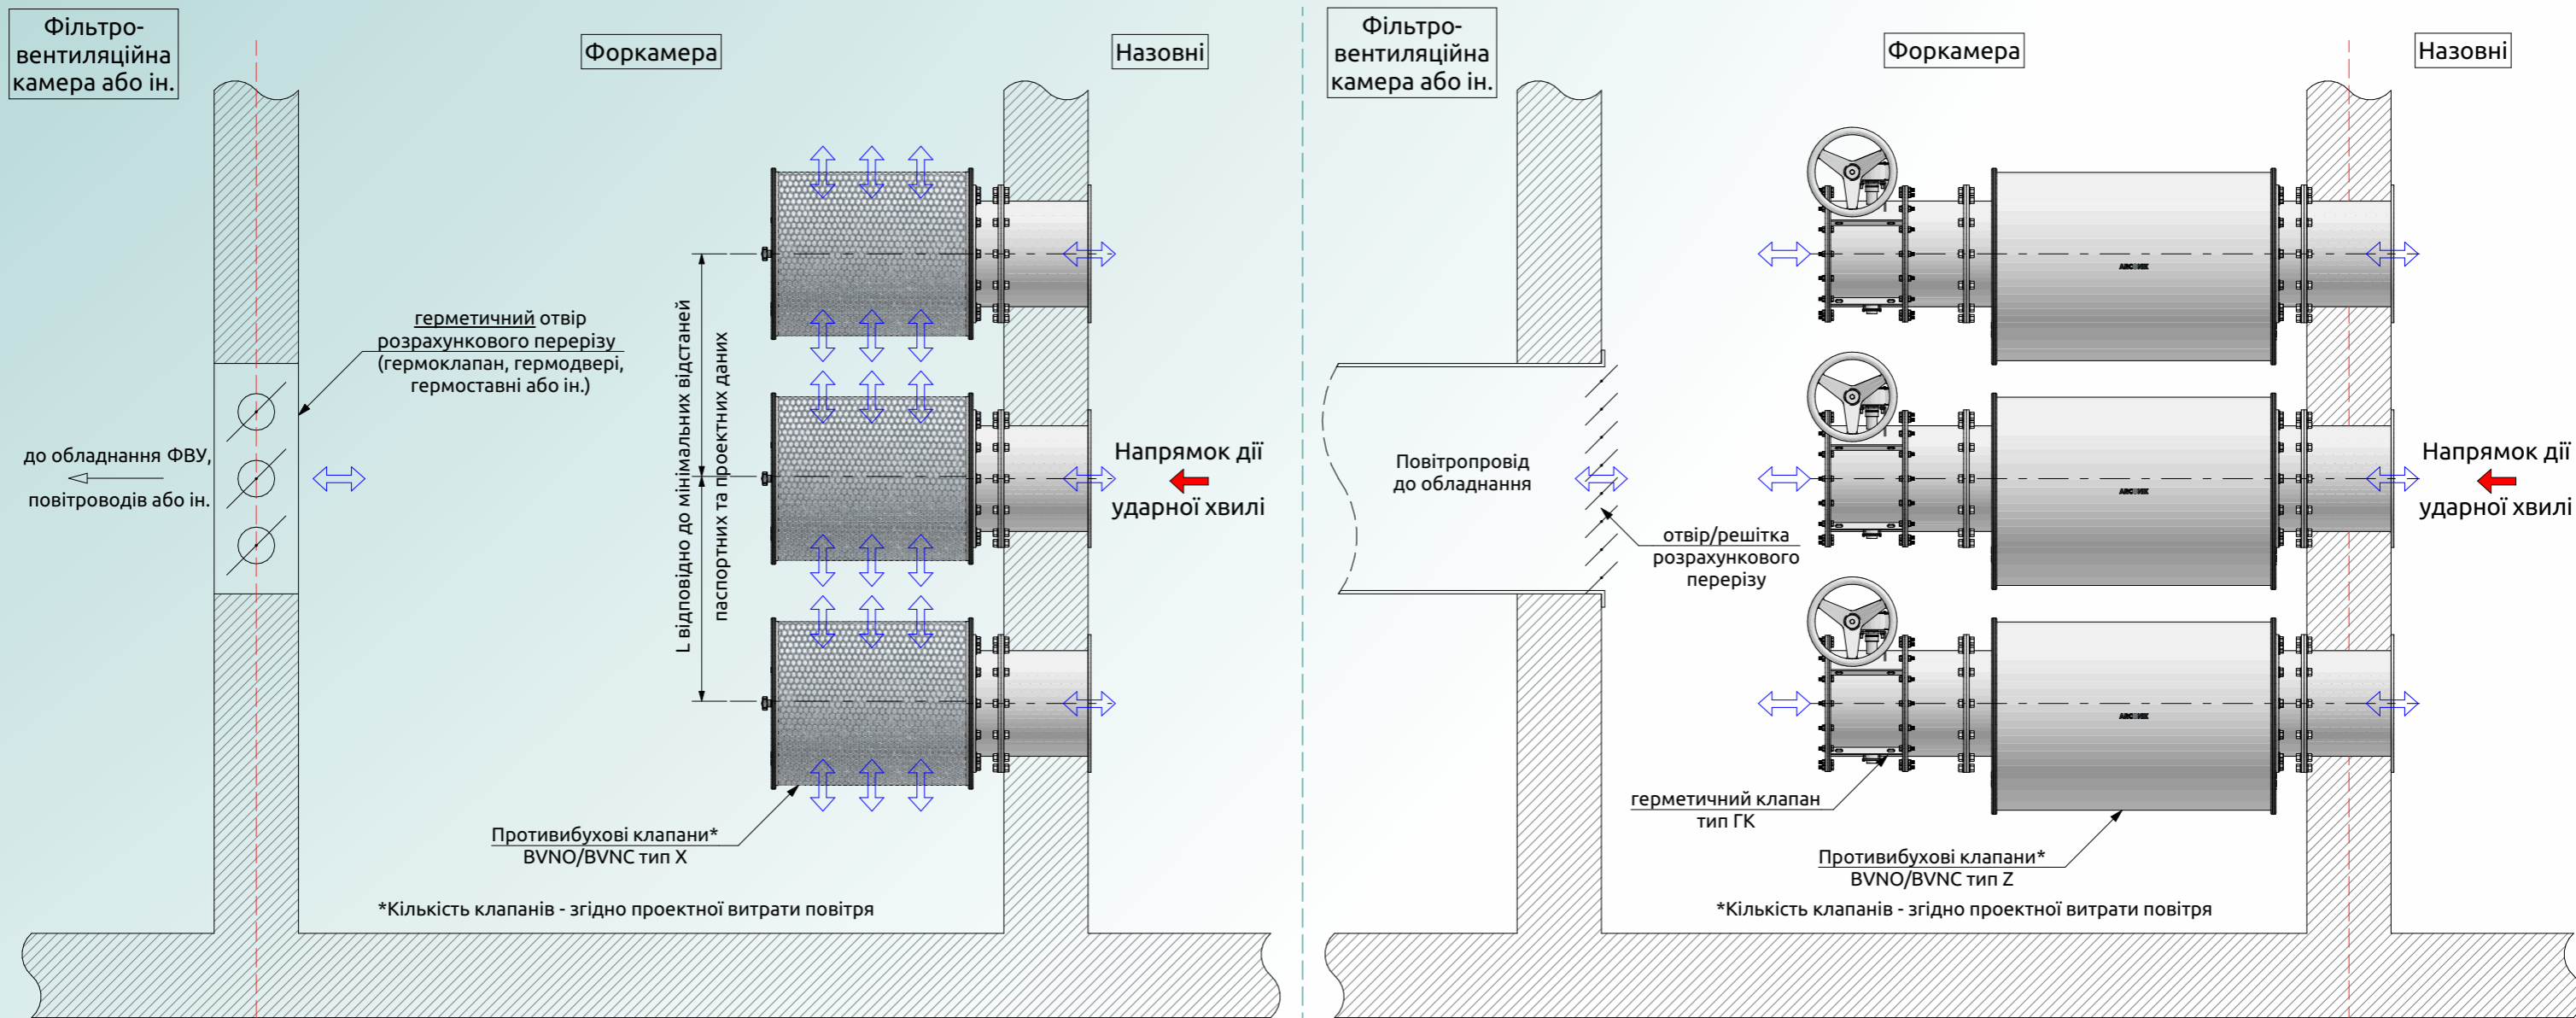 Фільтро-
вентиляційна
камера або ін.
Форкамера
Назовні
герметичний отвір
розрахункового перерізу
(гермоклапан, гермодвері,
гермоставні або ін.)
до обладнання ФВУ,
повітроводів або ін.
L відповідно до мінімальних відстаней
паспортних та проектних даних
Напрямок дії
ударної хвилі
Противибухові клапани*
BVNO/BVNC тип X
*Кількість клапанів - згідно проектної витрати повітря
Фільтро-
вентиляційна
камера або ін.
Форкамера
Назовні
Повітропровід
до обладнання
отвір/решітка
розрахункового
перерізу
Напрямок дії
ударної хвилі
герметичний клапан
тип ГК
Противибухові клапани*
BVNO/BVNC тип Z
*Кількість клапанів - згідно проектної витрати повітря